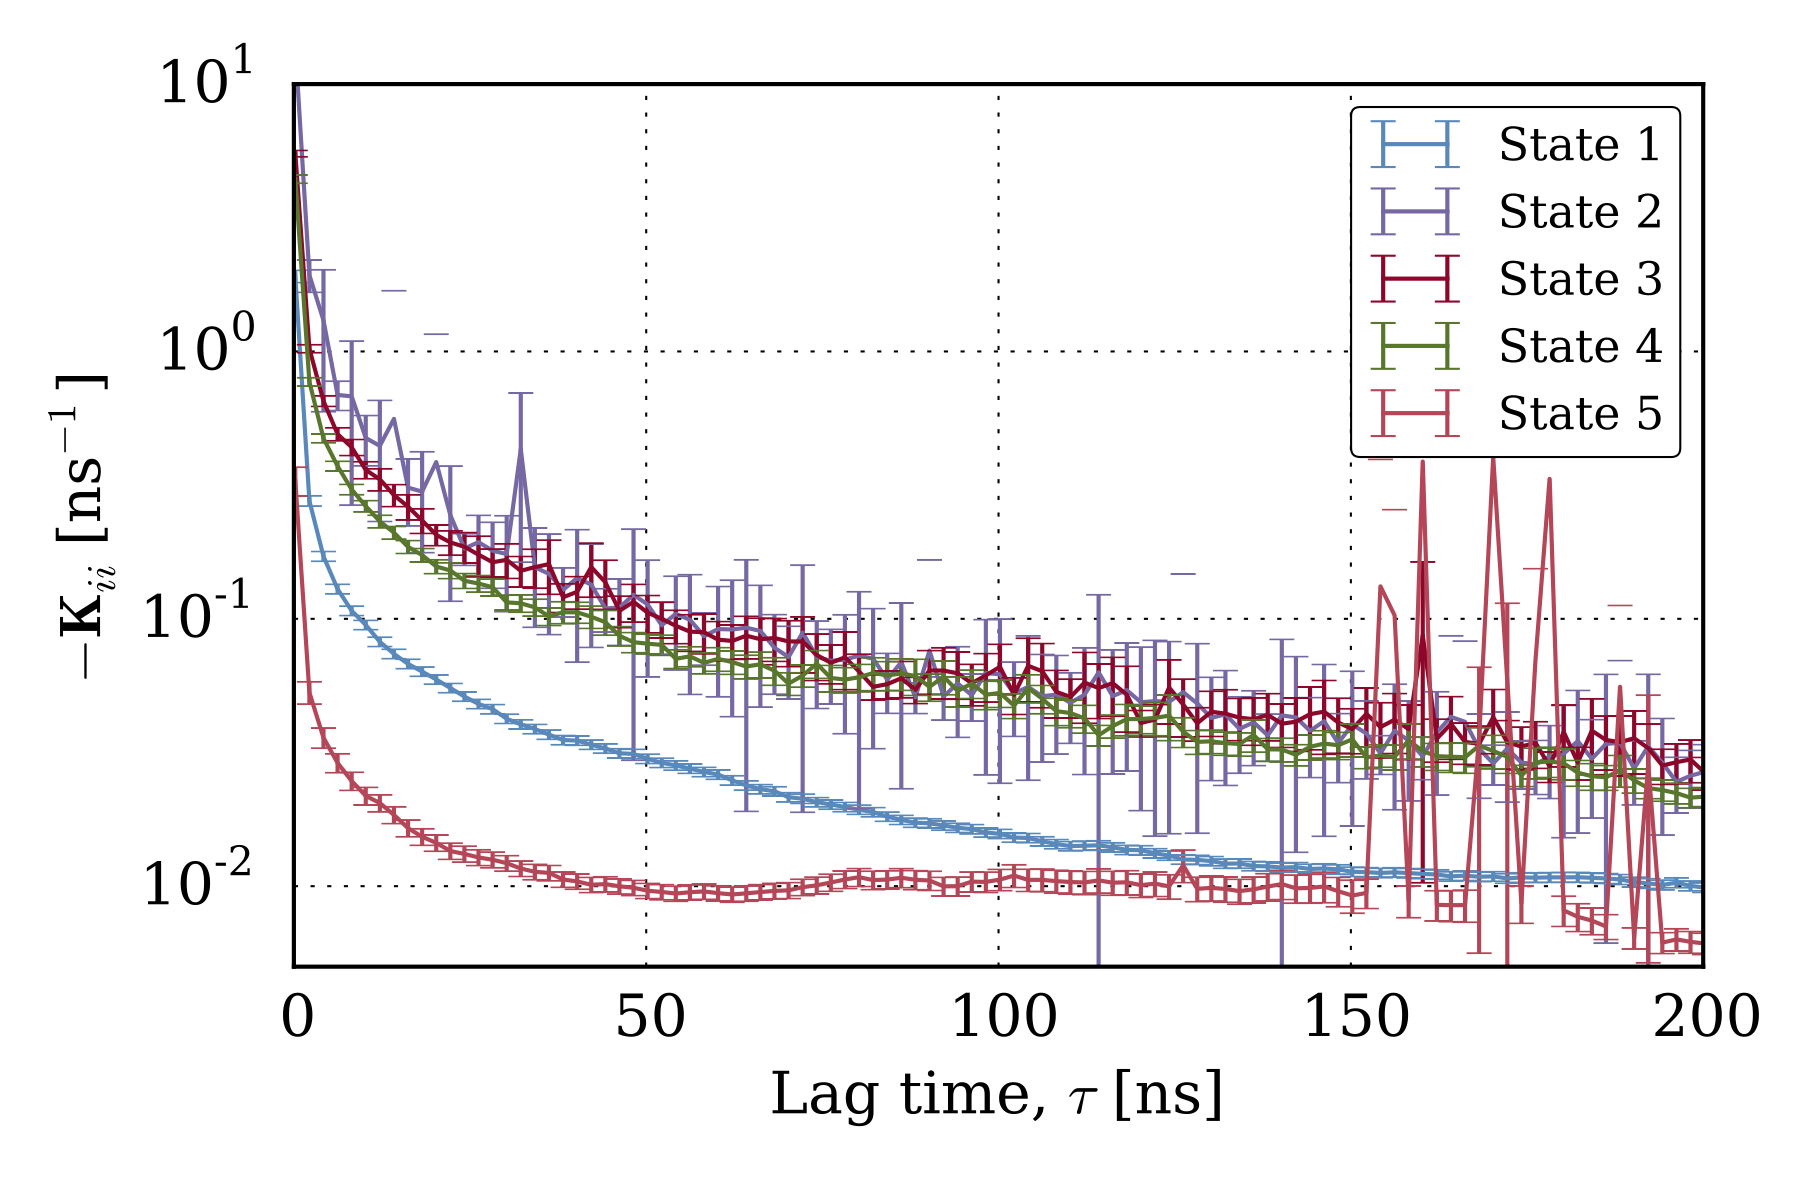 10^1
10^0
10^-1
10^-2
−K_ii [ns^−1]
State 1
State 2
State 3
State 4
State 5
0 50 100 150 200
Lag time, τ [ns]